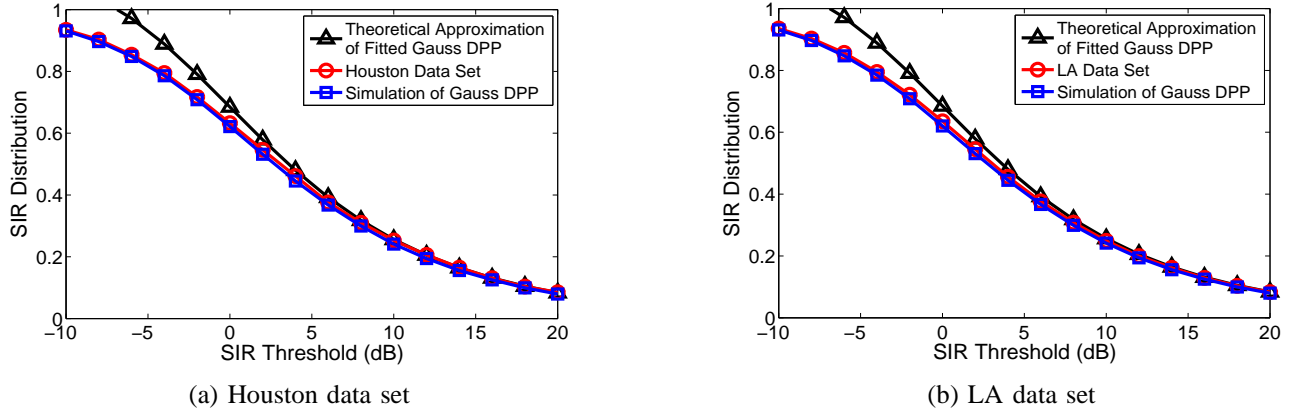 1
0.8
0.6
0.4
0.2
0
−10
−5
0
5
10
15
20
SIR Threshold (dB)
SIR Distribution
Theoretical Approximation
of Fitted Gauss DPP
Houston Data Set
Simulation of Gauss DPP
(a) Houston data set
1
0.8
0.6
0.4
0.2
0
−10
−5
0
5
10
15
20
SIR Threshold (dB)
SIR Distribution
Theoretical Approximation
of Fitted Gauss DPP
LA Data Set
Simulation of Gauss DPP
(b) LA data set